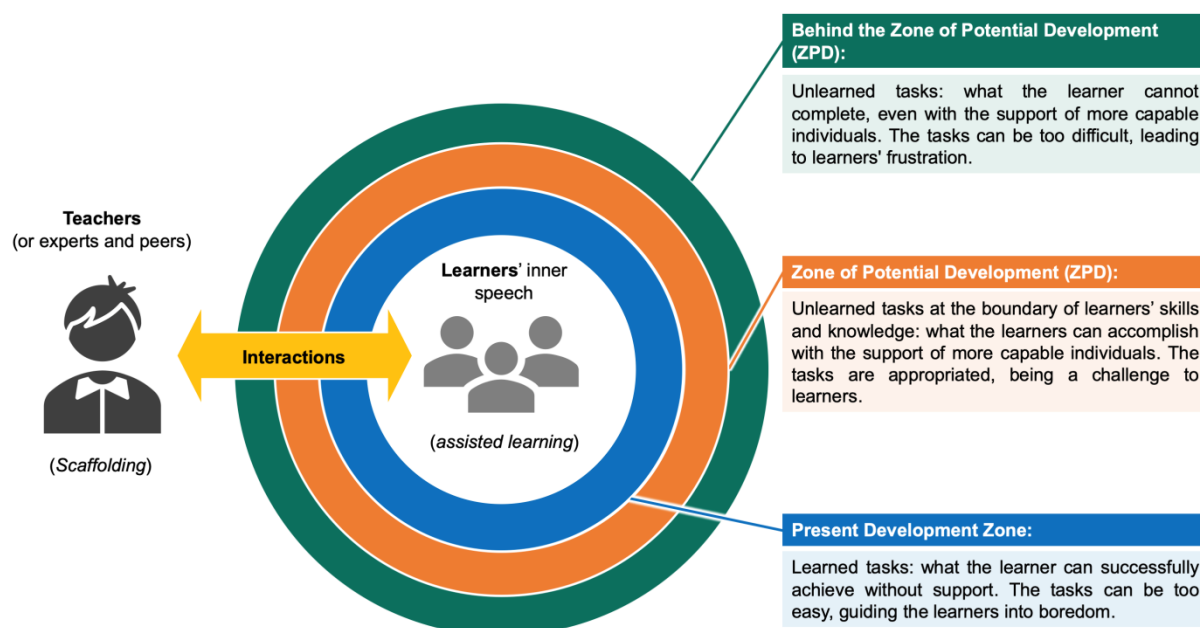 Teachers
(or experts and peers)
(Scaffolding)
Interactions
Learners' inner
speech
(assisted learning)
Behind the Zone of Potential Development
(ZPD):
Unlearned tasks: what the learner cannot
complete, even with the support of more capable
individuals. The tasks can be too difficult, leading
to learners' frustration.
Zone of Potential Development (ZPD):
Unlearned tasks at the boundary of learners’ skills
and knowledge: what the learners can accomplish
with the support of more capable individuals. The
tasks are appropriated, being a challenge to
learners.
Present Development Zone:
Learned tasks: what the learner can successfully
achieve without support. The tasks can be too
easy, guiding the learners into boredom.